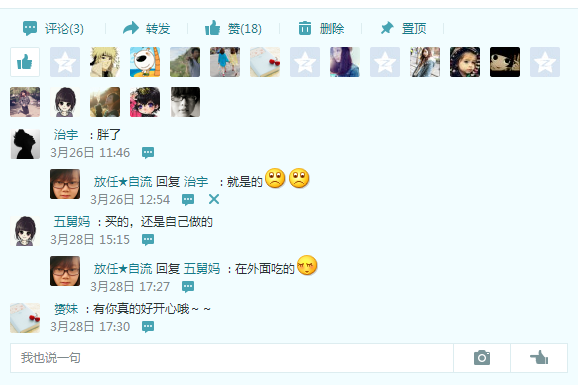 评论(3) 转发 赞(18) 删除 置顶
治宇 : 胖了
3月26日 11:46
放任★自流 回复 治宇 : 就是的
3月26日 12:54
五舅妈 : 买的，还是自己做的
3月28日 15:15
放任★自流 回复 五舅妈 : 在外面吃的
3月28日 17:27
妹 : 有你真的好开心哦～～
3月28日 17:30
我也说一句